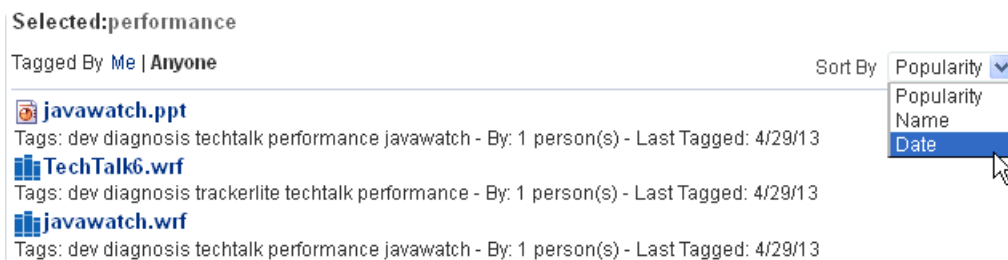 Selected:performance
Tagged By Me | Anyone
Sort By Popularity
Popularity
Name
Date
javawatch.ppt
Tags: dev diagnosis techtalk performance javawatch - By: 1 person(s) - Last Tagged: 4/29/13
TechTalk6.wrf
Tags: dev diagnosis trackerlite techtalk performance - By: 1 person(s) - Last Tagged: 4/29/13
javawatch.wrf
Tags: dev diagnosis techtalk performance javawatch - By: 1 person(s) - Last Tagged: 4/29/13